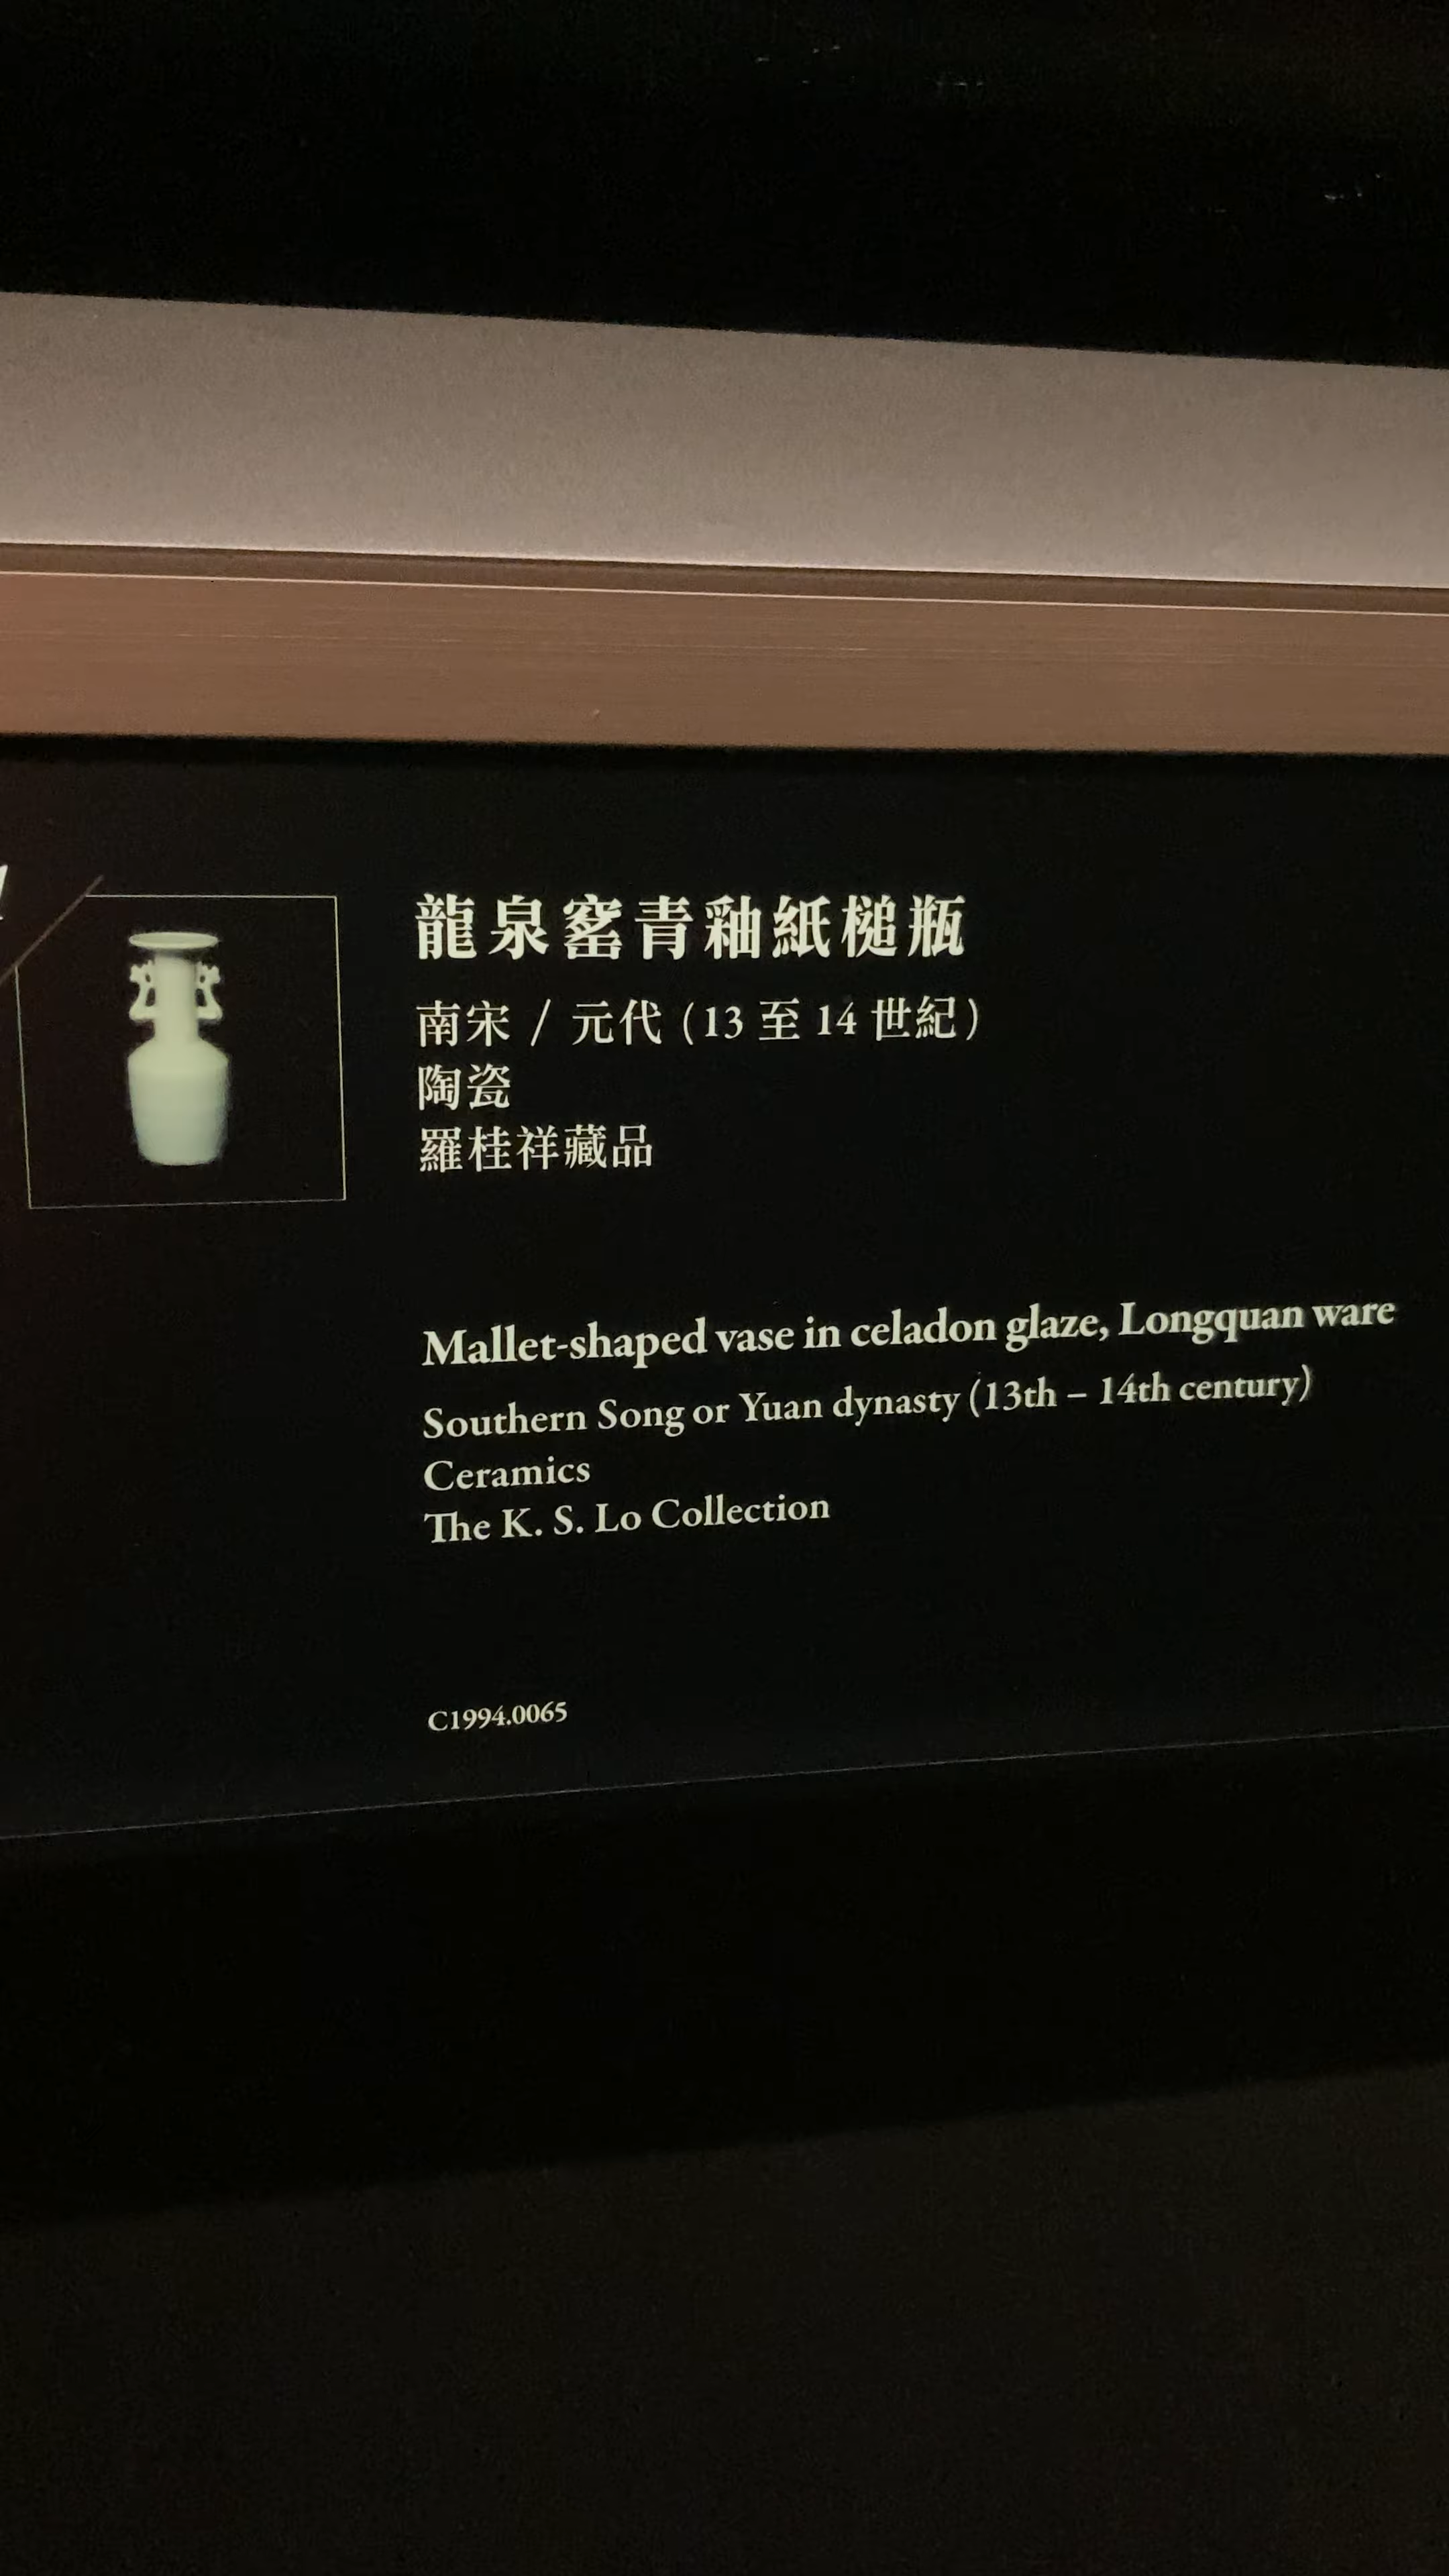 龍泉窰青釉紙槌瓶
南宋 / 元代 (13 至 14 世紀)
陶瓷
羅桂祥藏品
Mallet-shaped vase in celadon glaze, Longquan ware
Southern Song or Yuan dynasty (13th – 14th century)
Ceramics
The K. S. Lo Collection
C1994.0065